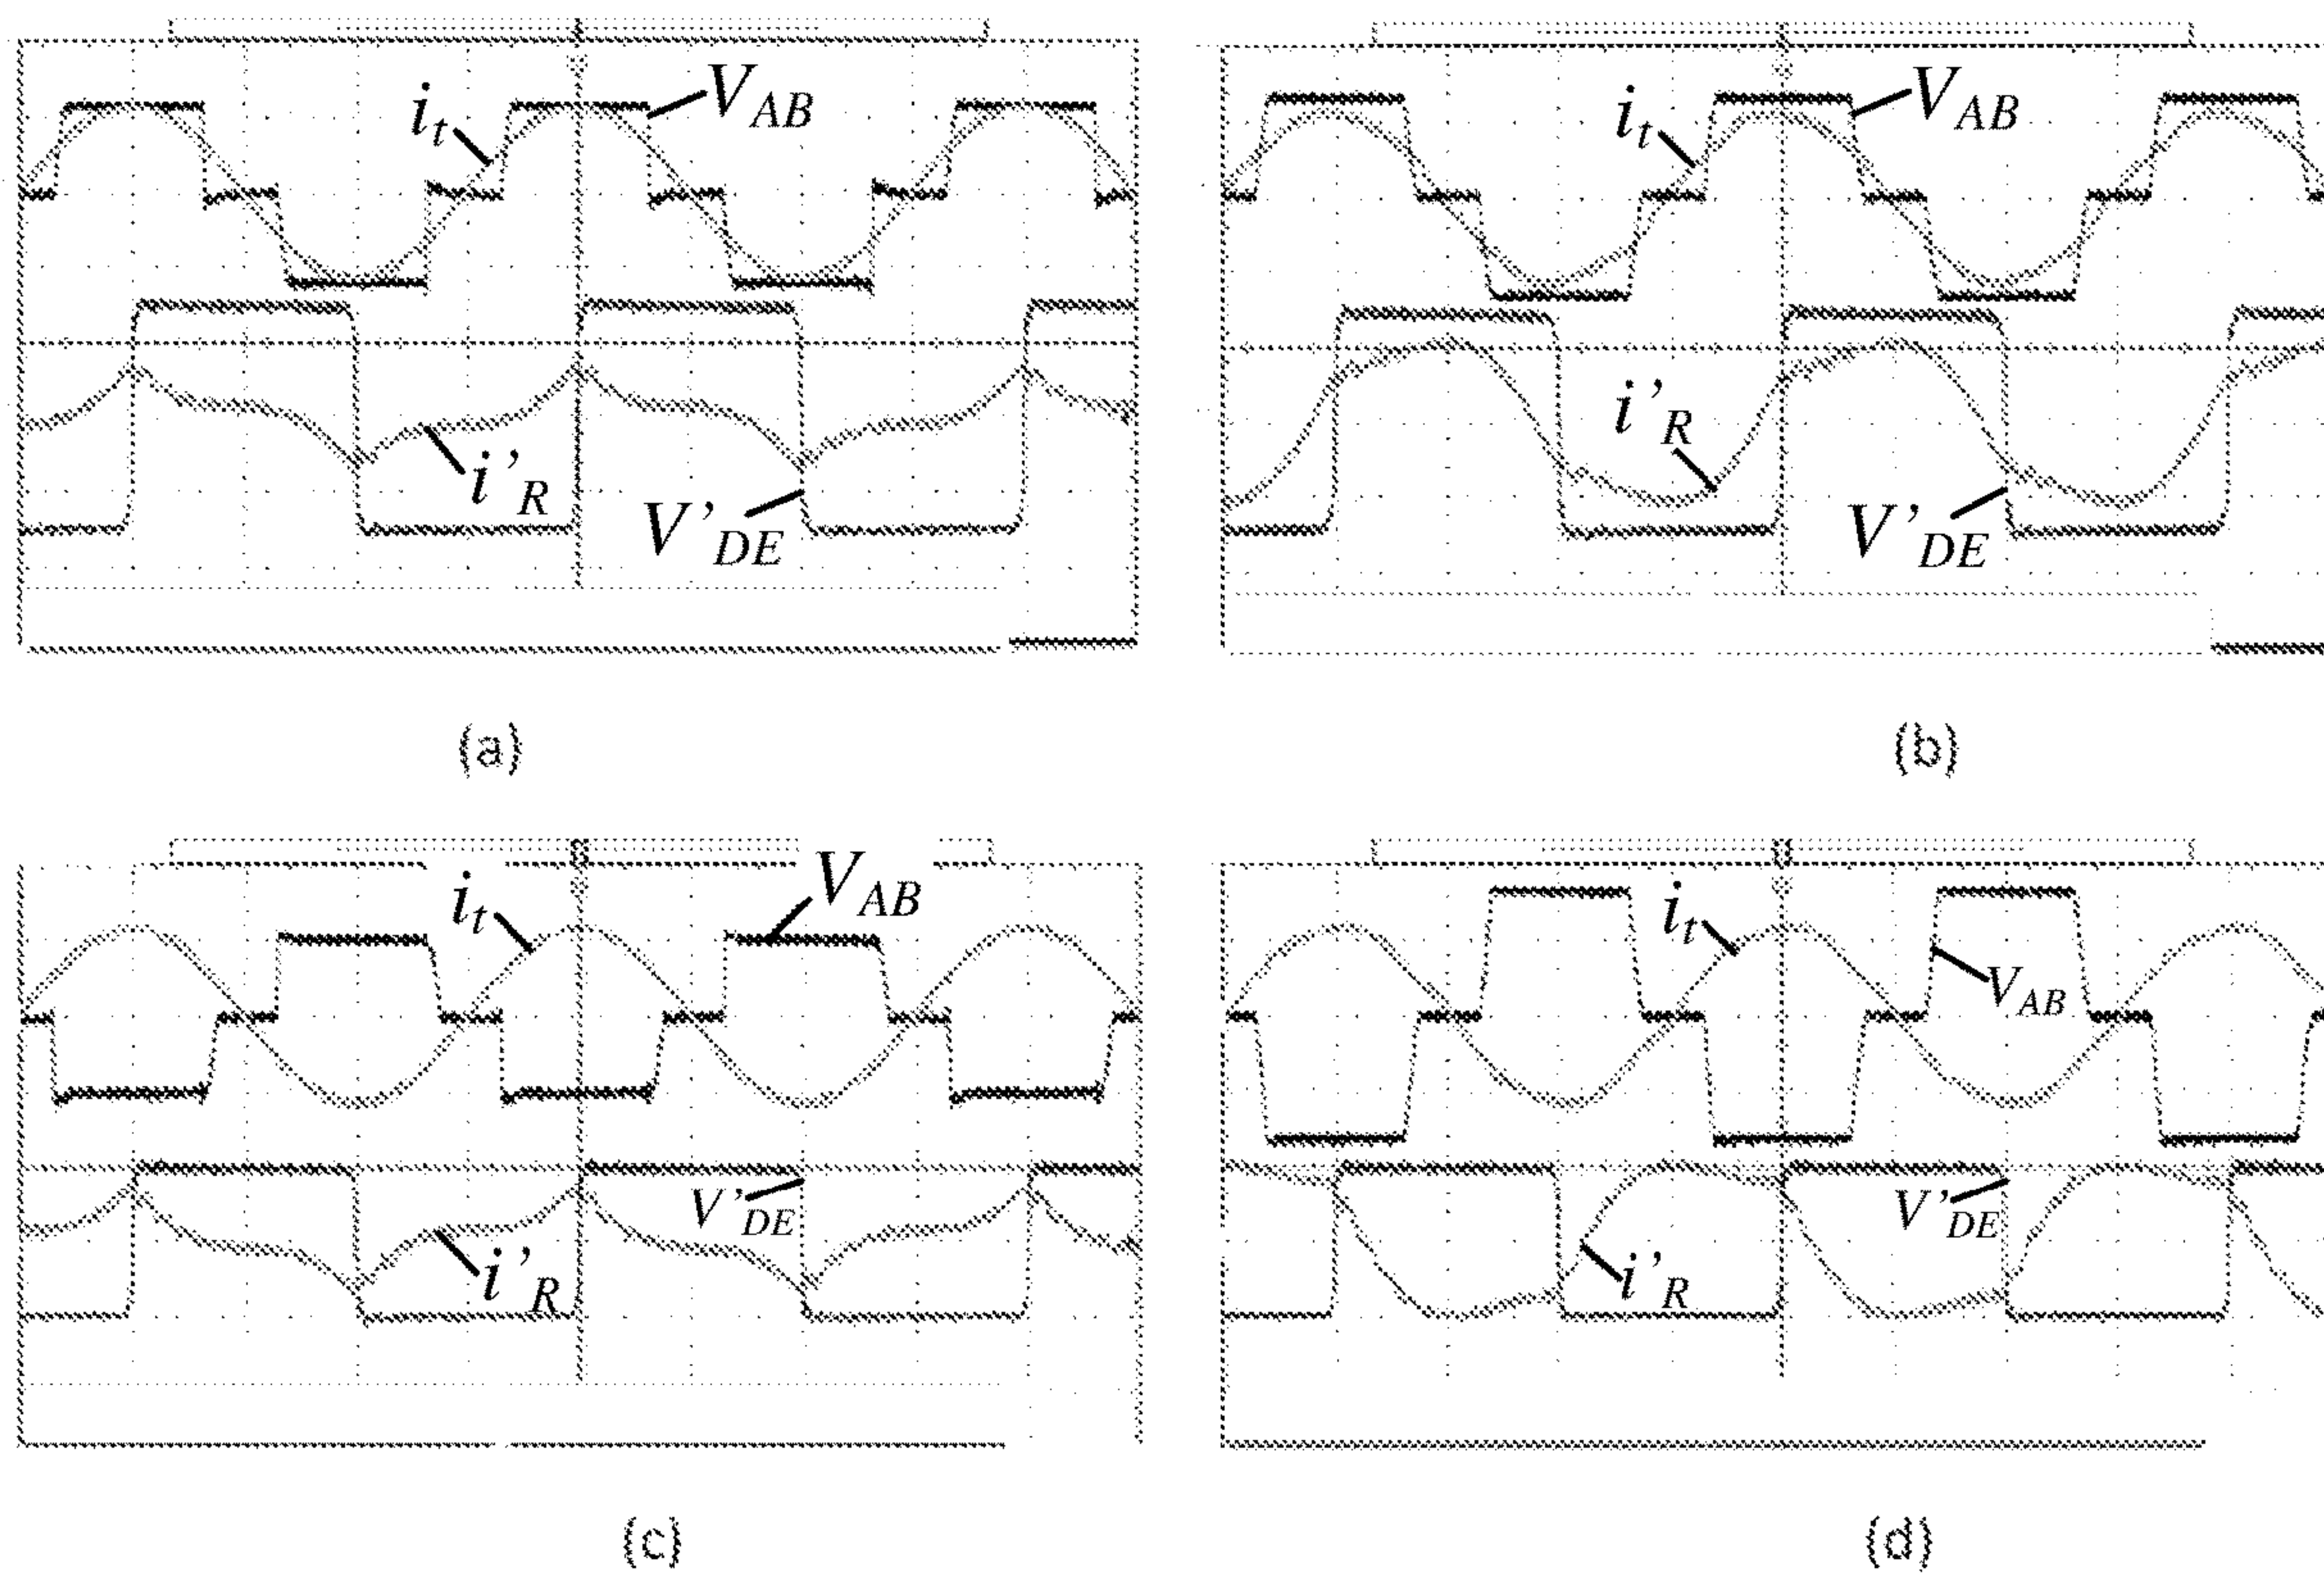 i_t V_AB
i'_R
V'_DE
(a)
i_t V_AB
i'_R
V'_DE
(b)
i_t V_AB
V'_DE
i'_R
(c)
i_t
V_AB
V'_DE
i'_R
(d)